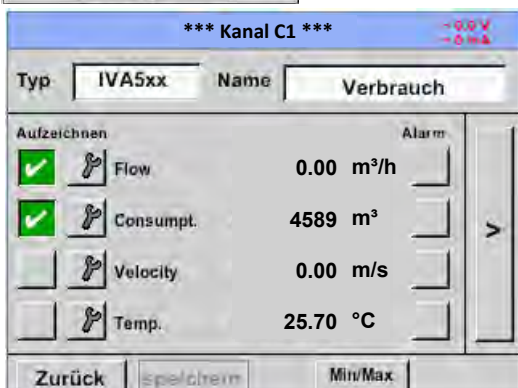 *** Kanal C1 ***
Typ IVA5xx Name Verbrauch
Aufzeichnen Alarm
Flow 0.00 m³/h
Consumpt. 4589 m³
Velocity 0.00 m/s >
Temp. 25.70 °C
Zurück speichern Min/Max